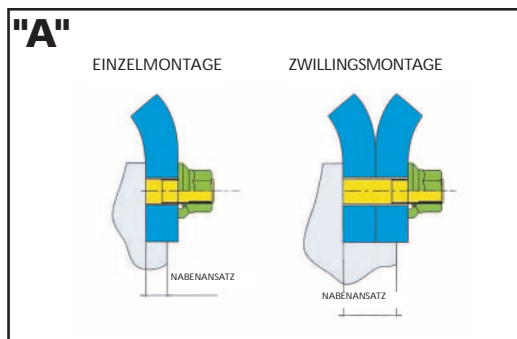 "A"
EINZELMONTAGE ZWILLINGSMONTAGE
NABENANSATZ
NABENANSATZ